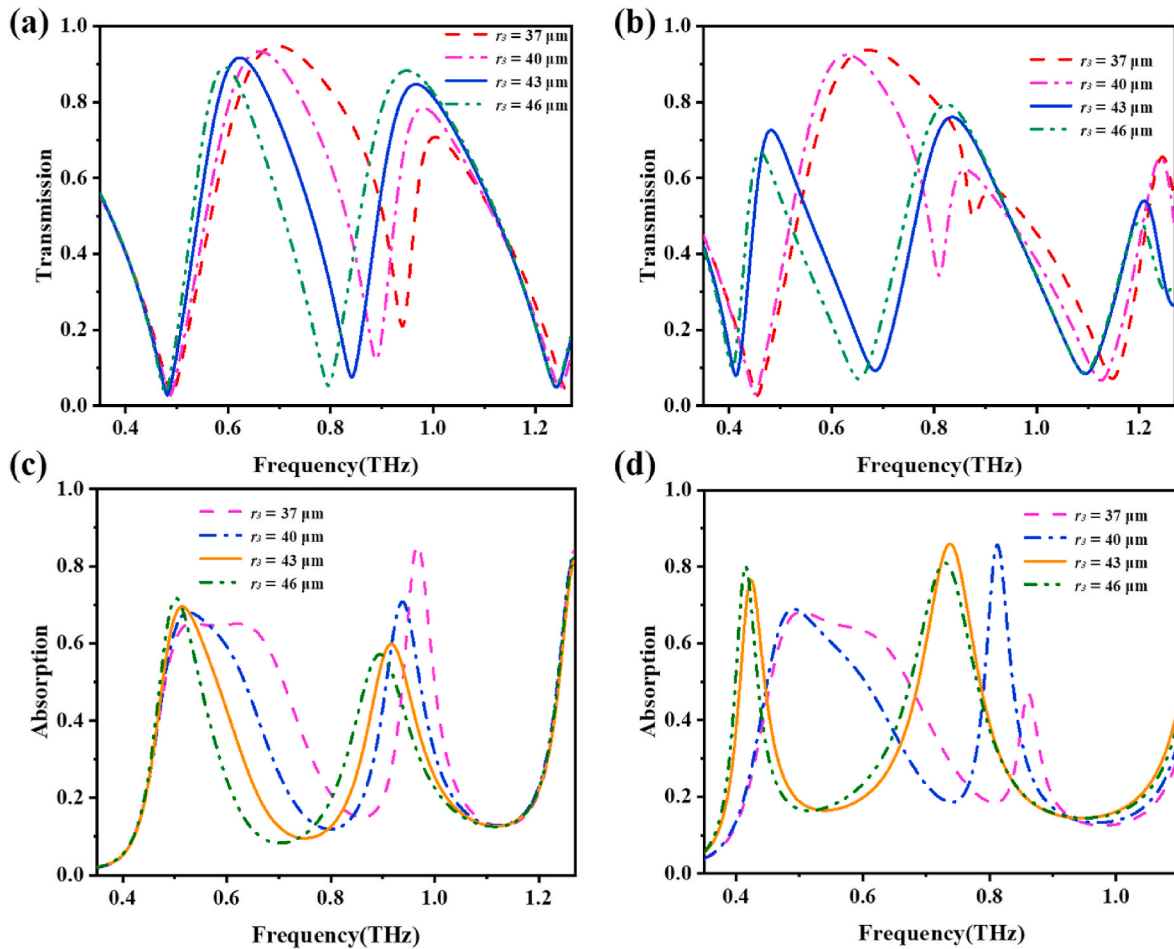 (a)
1.0
0.8
0.6
0.4
0.2
0.0
Transmission
r₃ = 37 μm
r₃ = 40 μm
r₃ = 43 μm
r₃ = 46 μm
0.4 0.6 0.8 1.0 1.2
Frequency(THz)
(b)
1.0
0.8
0.6
0.4
0.2
0.0
Transmission
r₃ = 37 μm
r₃ = 40 μm
r₃ = 43 μm
r₃ = 46 μm
0.4 0.6 0.8 1.0 1.2
Frequency(THz)
(c)
1.0
0.8
0.6
0.4
0.2
0.0
Absorption
r₃ = 37 μm
r₃ = 40 μm
r₃ = 43 μm
r₃ = 46 μm
0.4 0.6 0.8 1.0 1.2
Frequency(THz)
(d)
1.0
0.8
0.6
0.4
0.2
0.0
Absorption
r₃ = 37 μm
r₃ = 40 μm
r₃ = 43 μm
r₃ = 46 μm
0.4 0.6 0.8 1.0
Frequency(THz)